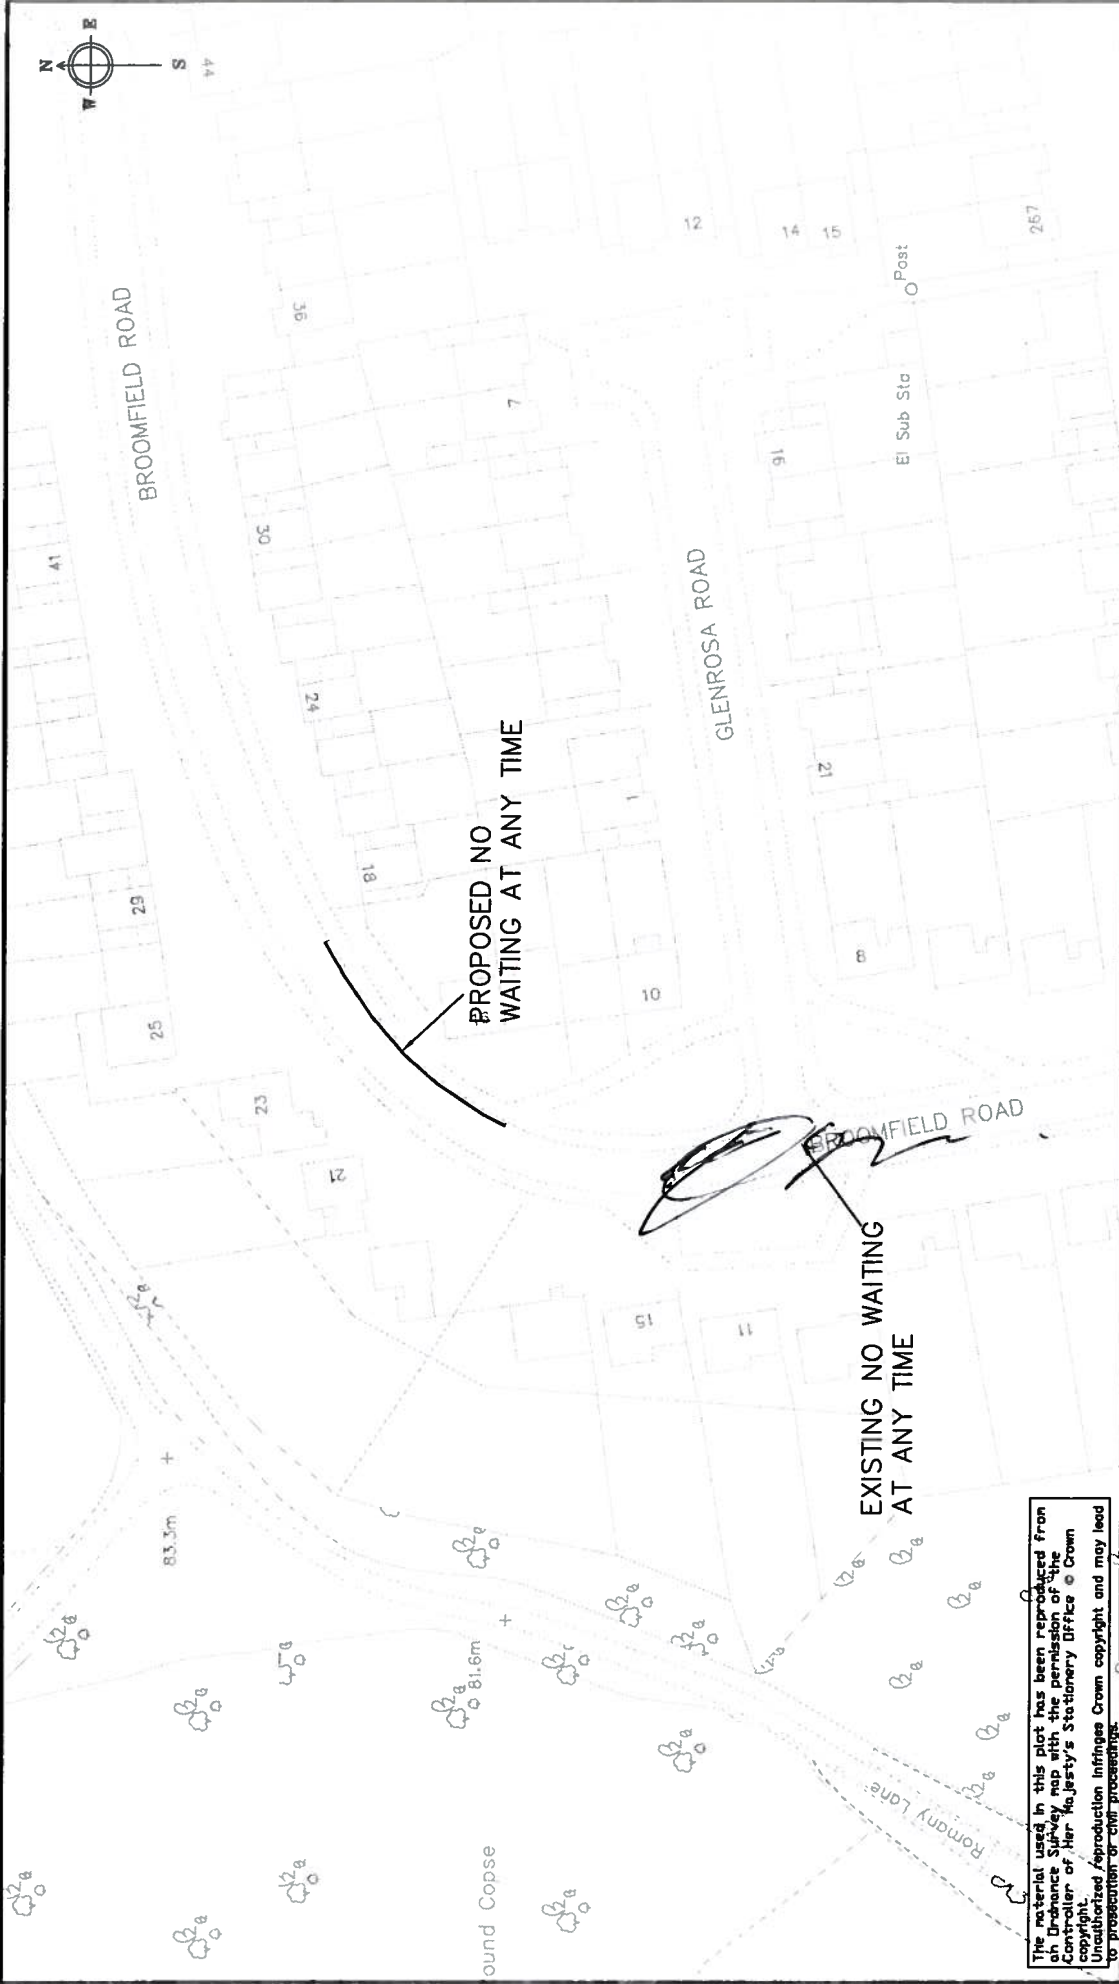 N
W E
S
44
BROOMFIELD ROAD
41
36
30
24
29
18
25
23
21
7
12
14
15
Post
267
El Sub Sta
16
GLENROSA ROAD
1
21
10
8
PROPOSED NO
WAITING AT ANY TIME
BROOMFIELD ROAD
EXISTING NO WAITING
AT ANY TIME
15
11
83.3m
81.6m
Romany Lane
ound Copse
The material used in this plot has been reproduced from
an Ordnance Survey map with the permission of the
Controller of Her Majesty's Stationery Office © Crown
copyright.
Unauthorized reproduction infringes Crown copyright and may lead
to prosecution or civil proceedings.